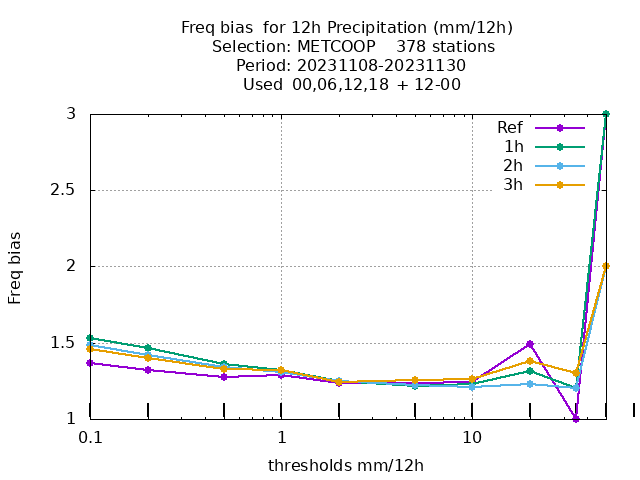 Freq bias  for 12h Precipitation (mm/12h)
Selection: METCOOP    378 stations
Period: 20231108-20231130
Used  00,06,12,18  + 12-00
3
2.5
2
1.5
1
Freq bias
Ref
1h
2h
3h
0.1
1
10
thresholds mm/12h